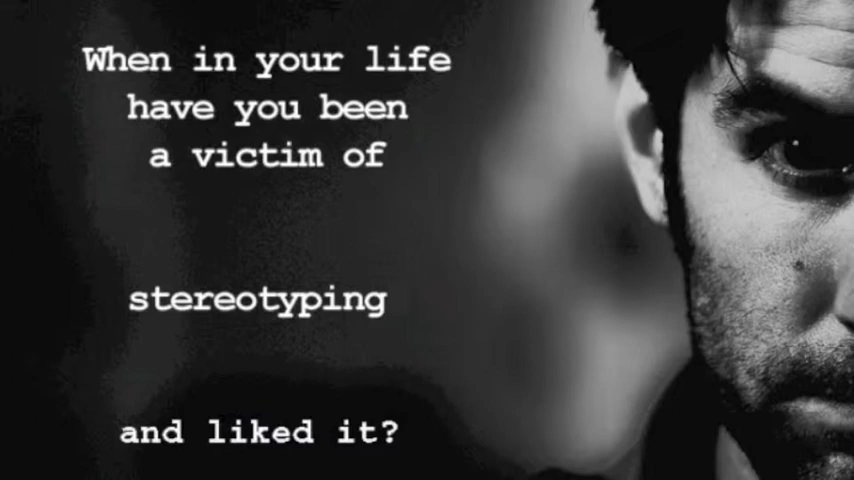 When in your life
have you been
a victim of
stereotyping
and liked it?